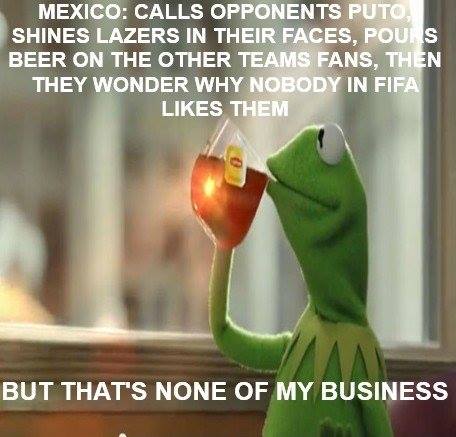 MEXICO: CALLS OPPONENTS PUTO,
SHINES LAZERS IN THEIR FACES, POURS
BEER ON THE OTHER TEAMS FANS, THEN
THEY WONDER WHY NOBODY IN FIFA
LIKES THEM
BUT THAT'S NONE OF MY BUSINESS